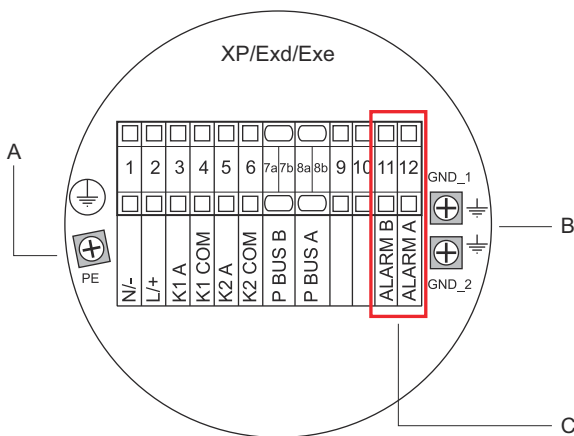 XP/Exd/Exe
A
1 2 3 4 5 6 7a 7b 8a 8b 9 10 11 12
GND_1
B
PE
GND_2
N/-
L/+
K1 A
K1 COM
K2 A
K2 COM
P BUS B
P BUS A
ALARM B
ALARM A
C